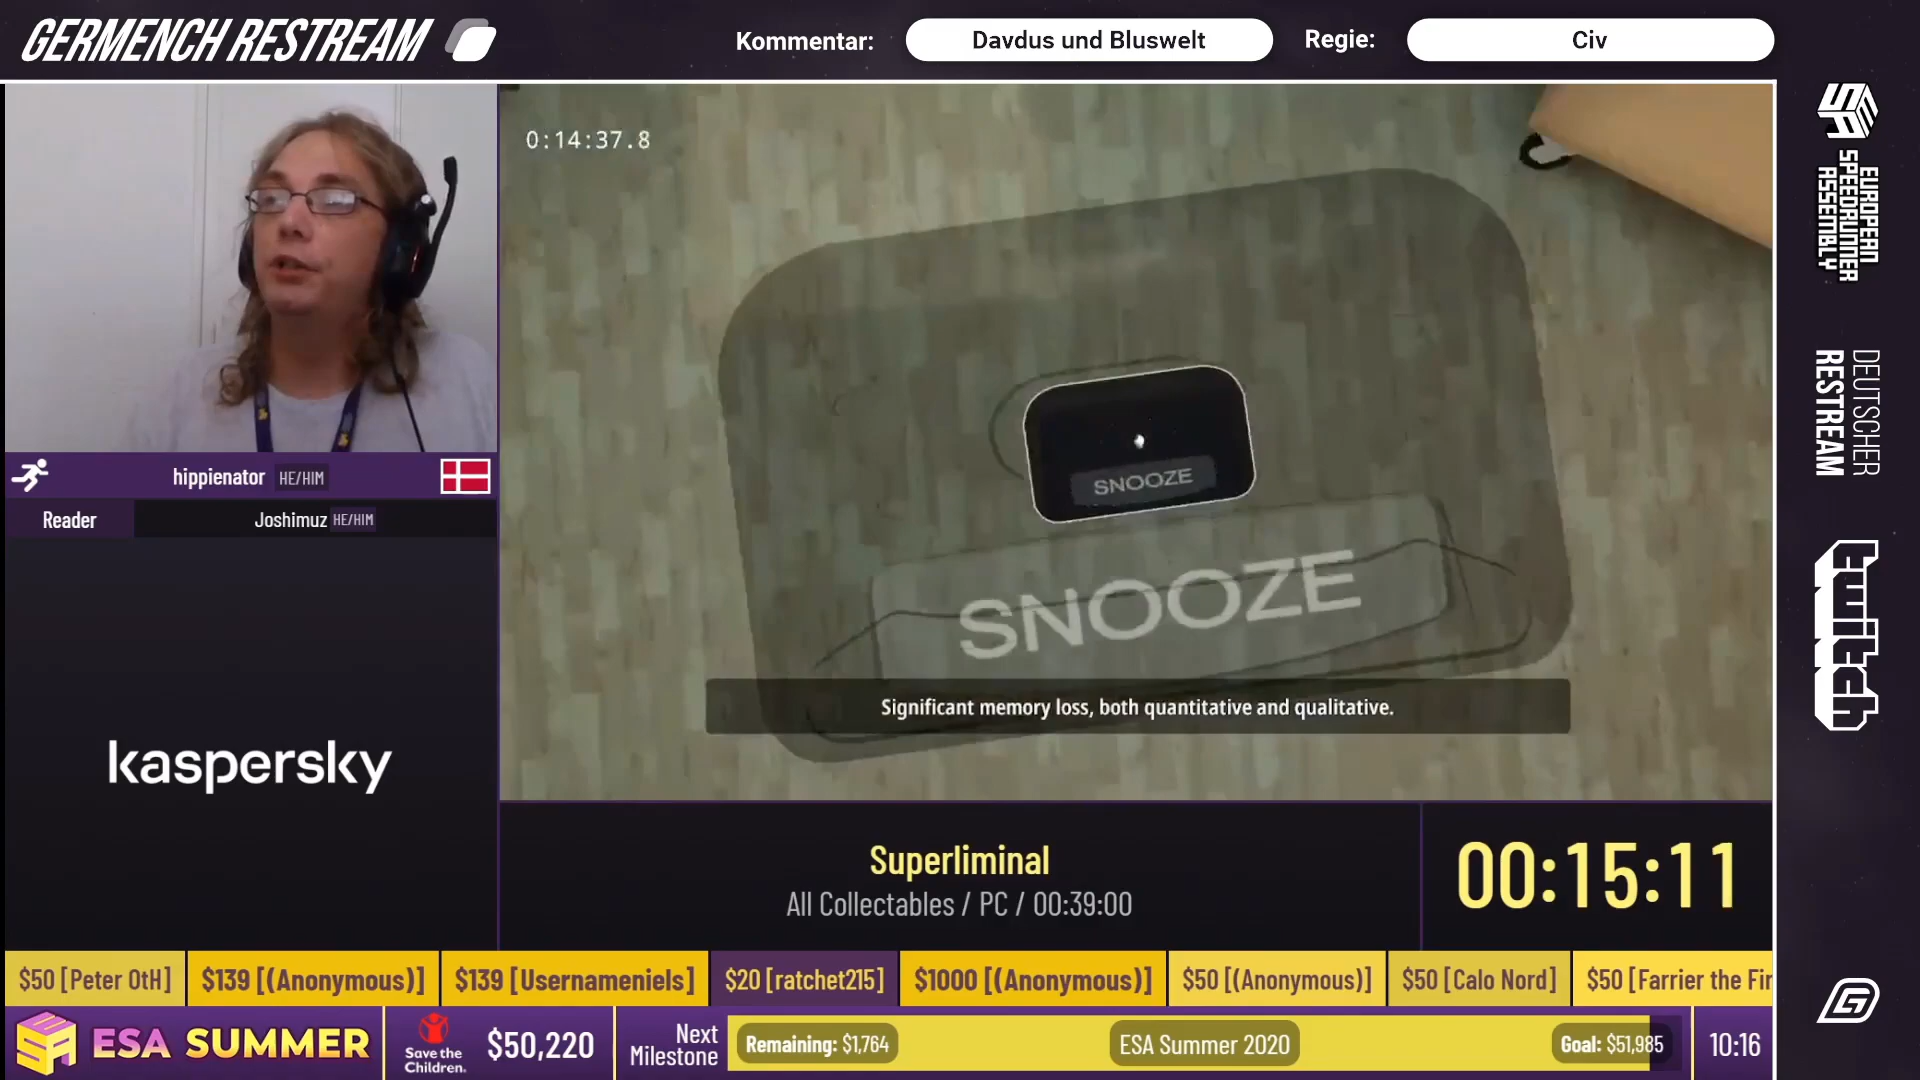 GERMENCH RESTREAM
Kommentar:
Davdus und Bluswelt
Regie:
Civ
0:14:37.8
SNOOZE
SNOOZE
Significant memory loss, both quantitative and qualitative.
hippienator HE/HIM
Reader
Joshimuz HE/HIM
kaspersky
Superliminal
All Collectables / PC / 00:39:00
00:15:11
$50 [Peter OtH]
$139 [(Anonymous)]
$139 [Usernameniels]
$20 [ratchet215]
$1000 [(Anonymous)]
$50 [(Anonymous)]
$50 [Calo Nord]
$50 [Farrier the Fir
ESA SUMMER
Save the
Children.
$50,220
Next
Milestone
Remaining: $1,764
ESA Summer 2020
Goal: $51,985
10:16
EUROPEAN
SPEEDRUNNER
ASSEMBLY
DEUTSCHER
RESTREAM
twitch